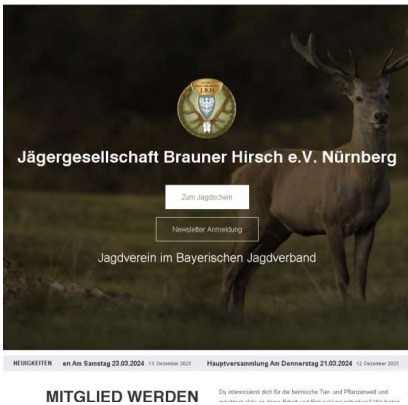 J.B.H.
Jägergesellschaft Brauner Hirsch e.V. Nürnberg
Zum Jagdschein
Newsletter Anmeldung
Jagdverein im Bayerischen Jagdverband
NEUIGKEITEN en Am Samstag 23.03.2024 13. Dezember 2023 Hauptversammlung Am Donnerstag 21.03.2024 12. Dezember 2023
MITGLIED WERDEN
Du interessierst dich für die heimische Tier- und Pflanzenwelt und